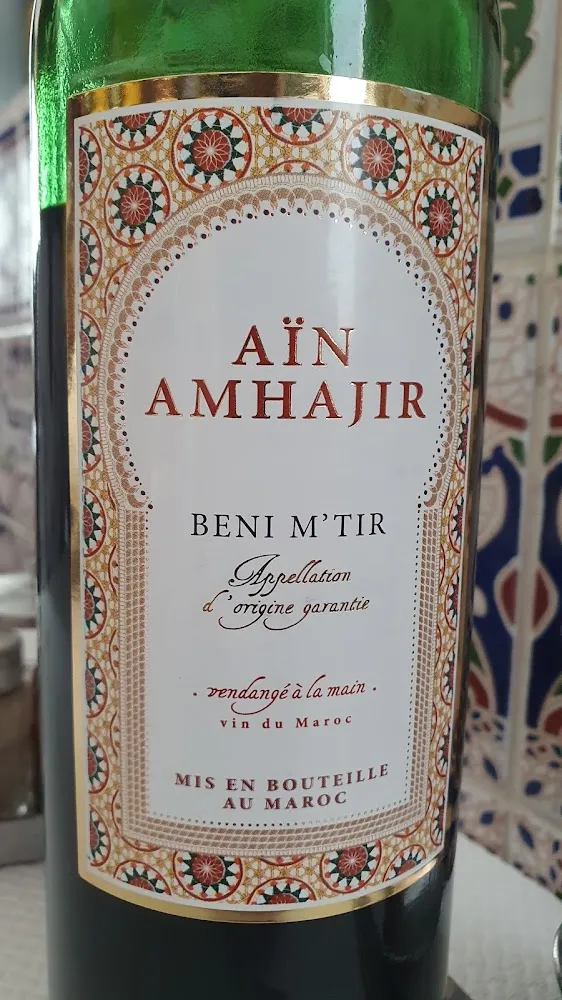 AÏN
AMHAJIR
BENI M'TIR
Appellation
d'origine garantie
· vendangé à la main ·
vin du Maroc
MIS EN BOUTEILLE
AU MAROC